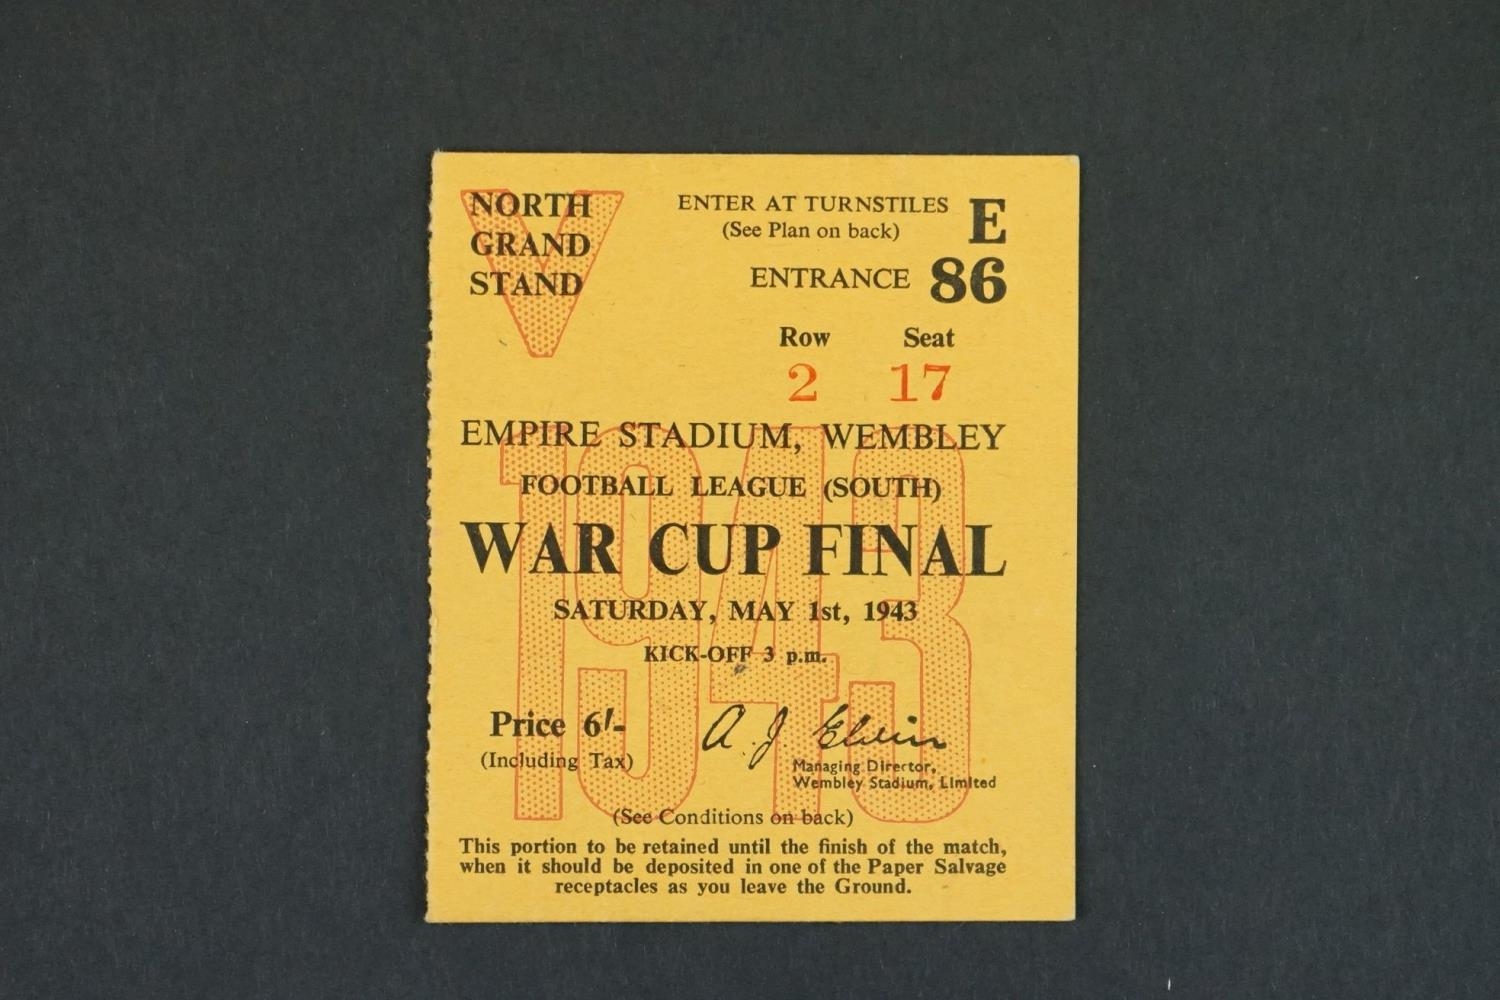 V
NORTH
GRAND
STAND
ENTER AT TURNSTILES E
(See Plan on back)
ENTRANCE 86
Row Seat
2 17
1943
EMPIRE STADIUM, WEMBLEY
FOOTBALL LEAGUE (SOUTH)
WAR CUP FINAL
SATURDAY, MAY 1st, 1943
KICK-OFF 3 p.m.
Price 6/-
(Including Tax)
A. J. Elvin
Managing Director,
Wembley Stadium, Limited
(See Conditions on back)
This portion to be retained until the finish of the match,
when it should be deposited in one of the Paper Salvage
receptacles as you leave the Ground.